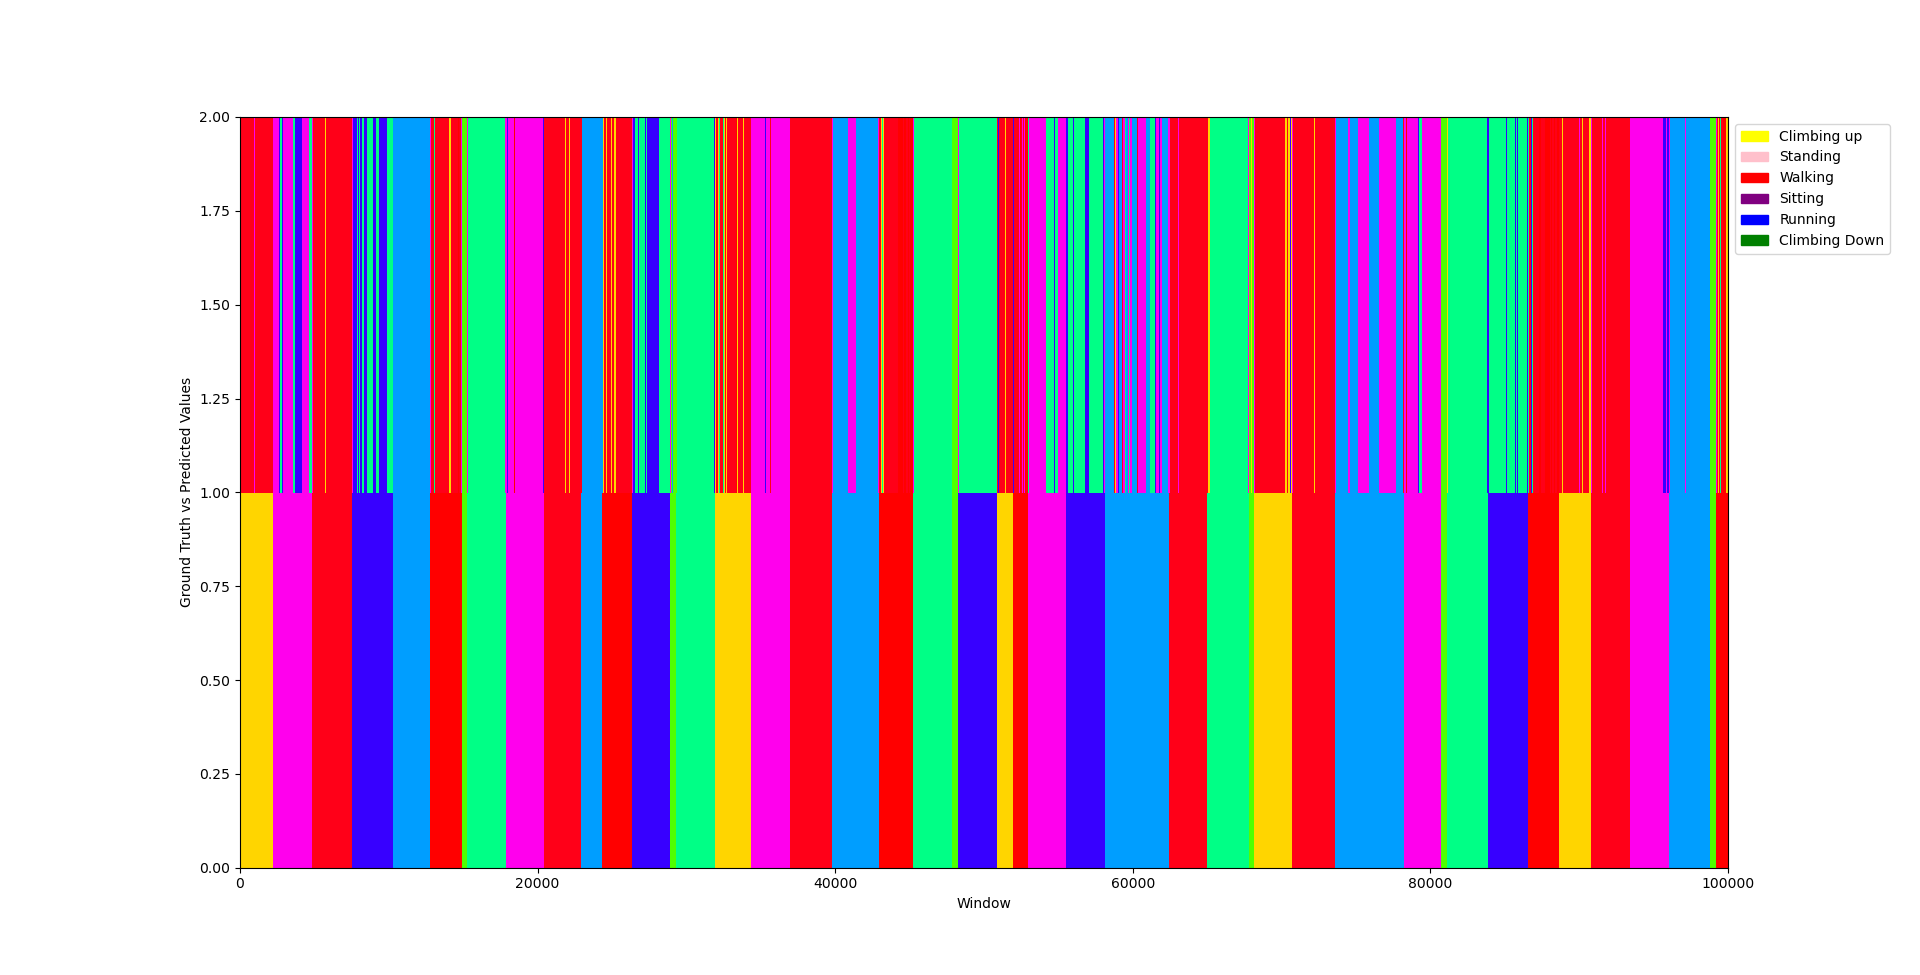 2.00
1.75
1.50
1.25
1.00
0.75
0.50
0.25
0.00
Ground Truth vs Predicted Values
0 20000 40000 60000 80000 100000
Window
Climbing up
Standing
Walking
Sitting
Running
Climbing Down